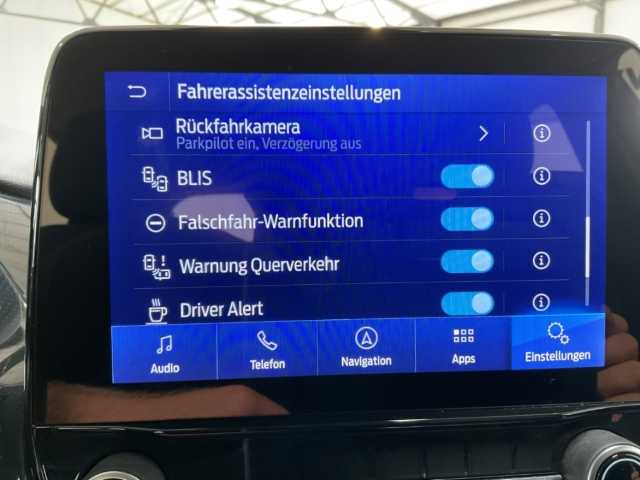 Fahrerassistenzeinstellungen
Rückfahrkamera
Parkpilot ein, Verzögerung aus
BLIS
Falschfahr-Warnfunktion
Warnung Querverkehr
Driver Alert
Audio
Telefon
Navigation
Apps
Einstellungen